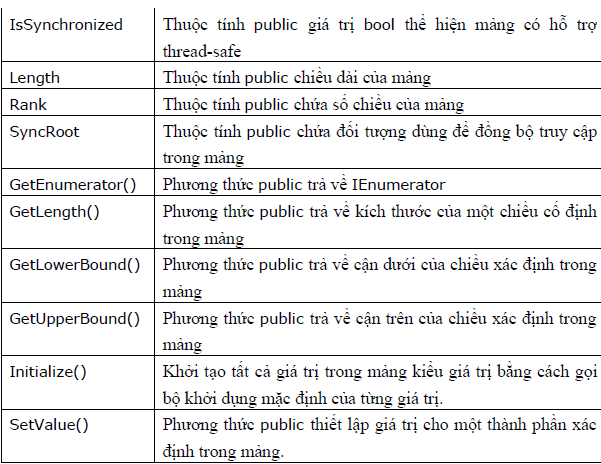 IsSynchronized Thuộc tính public giá trị bool thể hiện mảng có hỗ trợ
thread-safe
Length Thuộc tính public chiều dài của mảng
Rank Thuộc tính public chứa số chiều của mảng
SyncRoot Thuộc tính public chứa đối tượng dùng để đồng bộ truy cập
trong mảng
GetEnumerator() Phương thức public trả về IEnumerator
GetLength() Phương thức public trả về kích thước của một chiều cố định
trong mảng
GetLowerBound() Phương thức public trả về cận dưới của chiều xác định trong
mảng
GetUpperBound() Phương thức public trả về cận trên của chiều xác định trong
mảng
Initialize() Khởi tạo tất cả giá trị trong mảng kiểu giá trị bằng cách gọi
bộ khởi dụng mặc định của từng giá trị.
SetValue() Phương thức public thiết lập giá trị cho một thành phần xác
định trong mảng.